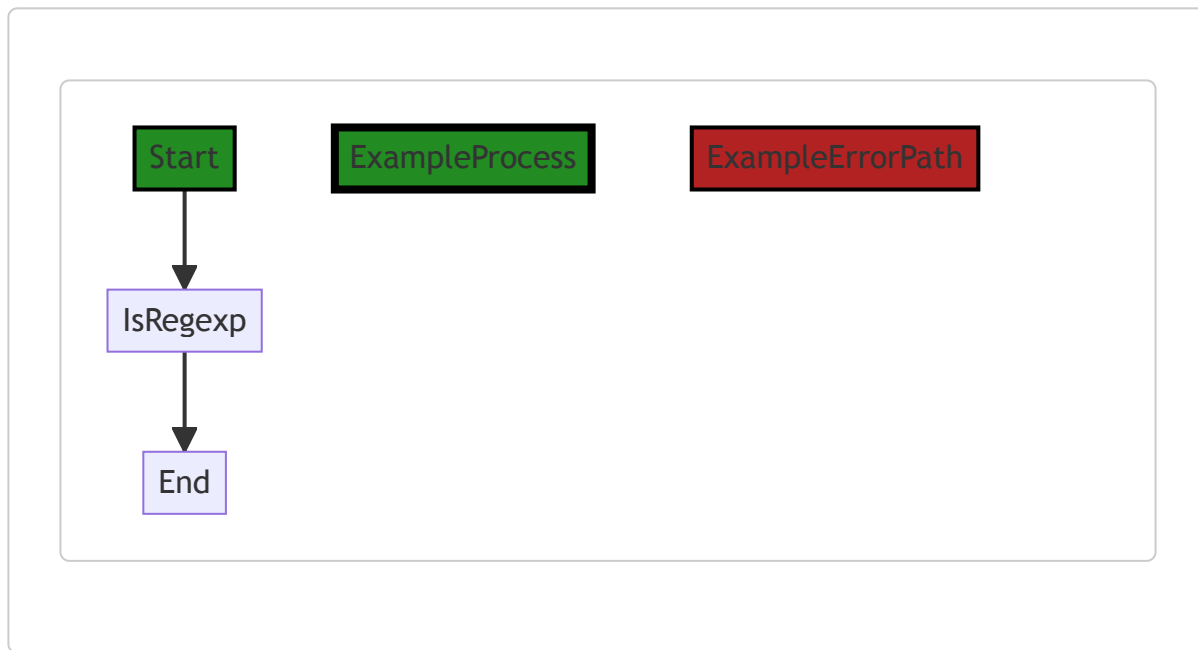 Start
ExampleProcess
ExampleErrorPath
IsRegexp
End